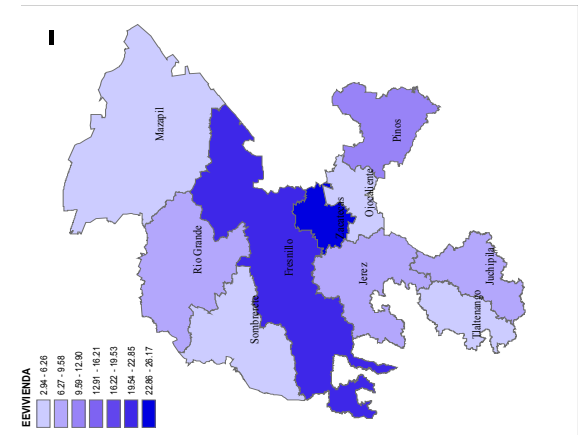 Mazapil
Pinos
Ojocaliente
Zacatecas
Rio Grande
Fresnillo
Jerez
Juchipila
Sombrerete
Tlaltenango
EEVIVIENDA
2.94 - 6.26
6.27 - 9.58
9.59 - 12.90
12.91 - 16.21
16.22 - 19.53
19.54 - 22.85
22.86 - 26.17